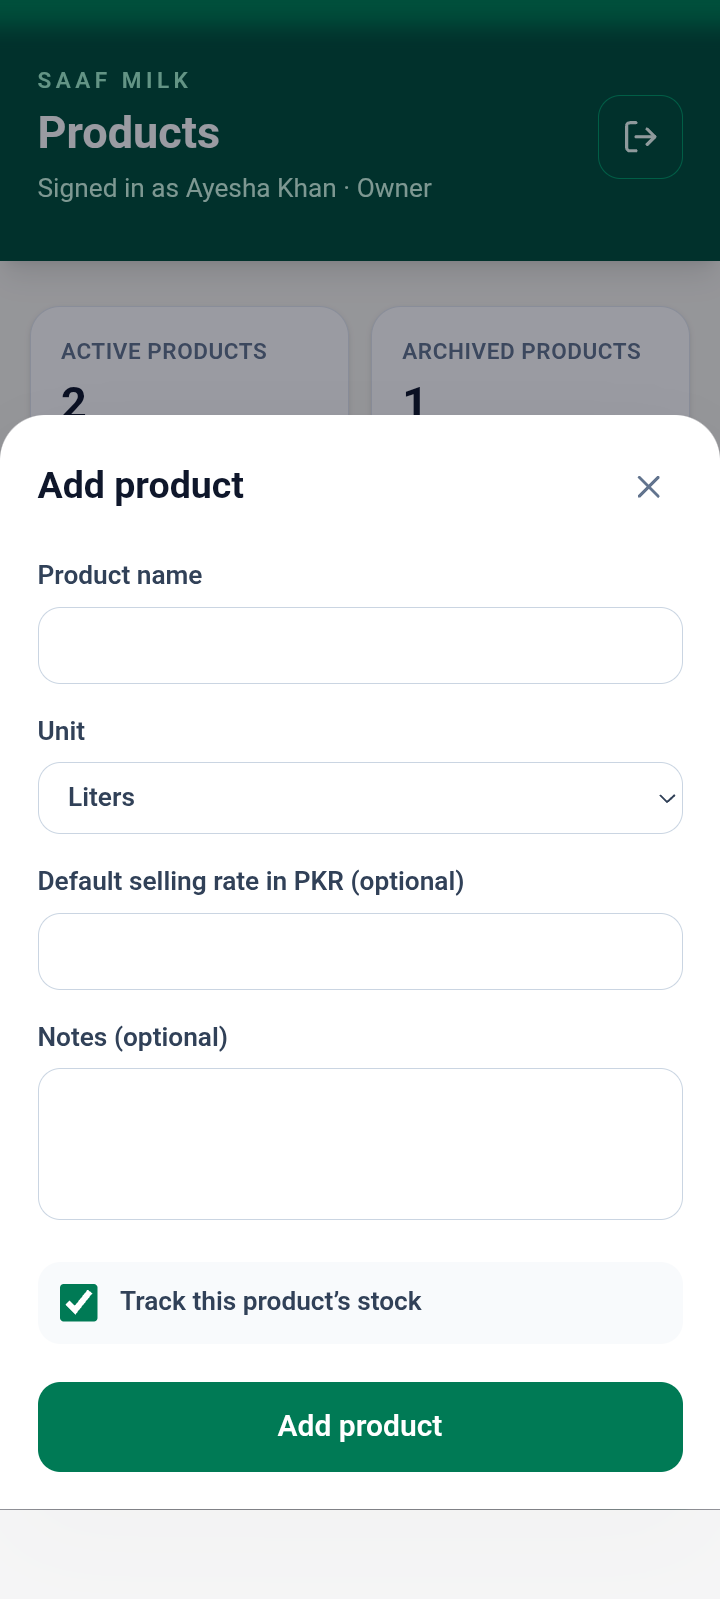 SAAF MILK
Products
Signed in as Ayesha Khan · Owner
ACTIVE PRODUCTS
ARCHIVED PRODUCTS
2
1
Add product
Product name
Unit
Liters
Default selling rate in PKR (optional)
Notes (optional)
Track this product’s stock
Add product